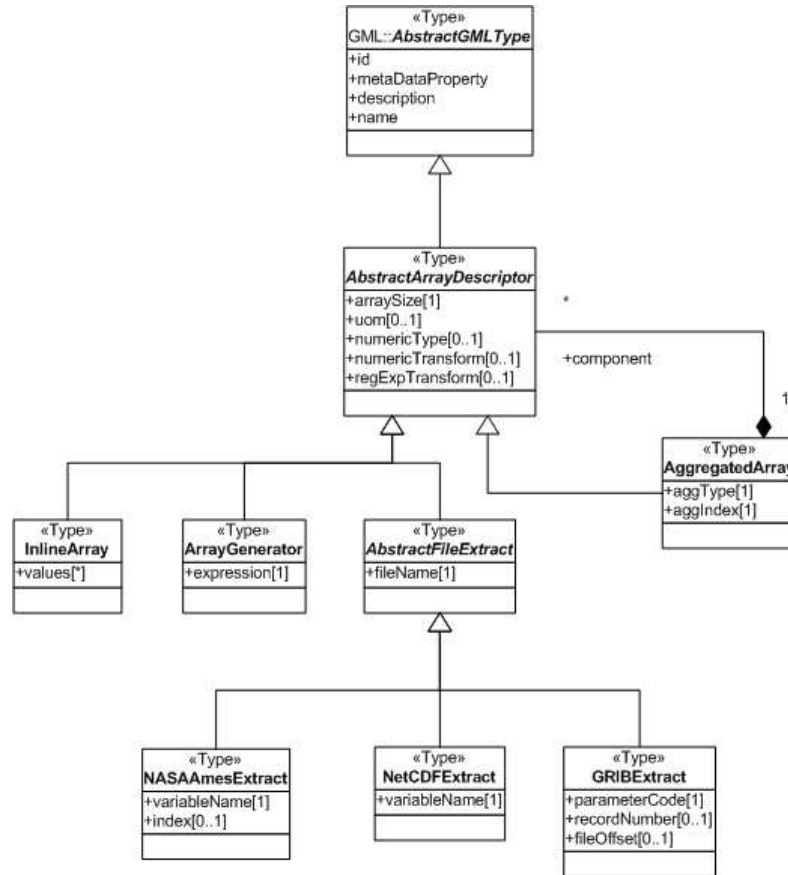 «Type»
GML::AbstractGMLType
+id
+metaDataProperty
+description
+name
«Type»
AbstractArrayDescriptor
+arraySize[1]
+uom[0..1]
+numericType[0..1]
+numericTransform[0..1]
+regExpTransform[0..1]
*
+component
1
«Type»
AggregatedArray
+aggType[1]
+aggIndex[1]
«Type»
InlineArray
+values[*]
«Type»
ArrayGenerator
+expression[1]
«Type»
AbstractFileExtract
+fileName[1]
«Type»
NASAAmesExtract
+variableName[1]
+index[0..1]
«Type»
NetCDFExtract
+variableName[1]
«Type»
GRIBExtract
+parameterCode[1]
+recordNumber[0..1]
+fileOffset[0..1]